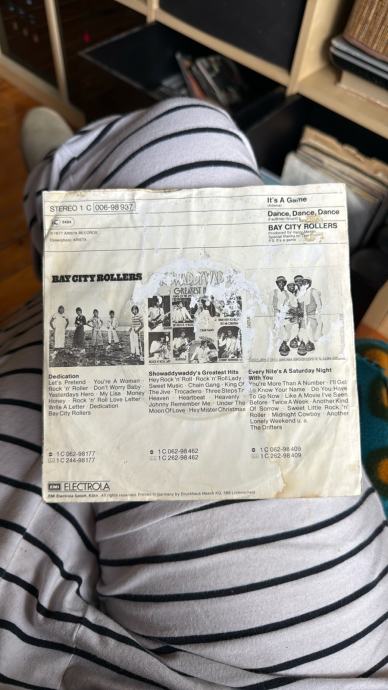 STEREO 1 C 006-98 937
It's A Game
Dance, Dance, Dance
BAY CITY ROLLERS
BAY CITY ROLLERS
GREATEST
Dedication
Let's Pretend · You're A Woman
Rock 'n' Roller · Don't Worry Baby
Yesterdays Hero · My Lisa · Money
Honey · Rock 'n' Roll Love Letter
Write A Letter · Dedication
Bay City Rollers
Showaddywaddy's Greatest Hits
Hey Rock 'n' Roll · Rock 'n' Roll Lady
Sweet Music · Chain Gang · King Of
The Jive · Trocadero · Three Steps To
Heaven · Heartbeat · Heavenly
Johnny Remember Me · Under The
Moon Of Love · Hey Mister Christmas
Every Nite's A Saturday Night
With You
You're More Than A Number · I'll Get
To Know Your Name · Do You Have
To Go Now · Like A Movie I've Seen
Before · Twice A Week · Another Kind
Of Sorrow · Sweet Little Rock 'n'
Roller · Midnight Cowboy · Another
Lonely Weekend u. a.
The Drifters
1 C 062-98177
1 C 244-98177
1 C 062-98 462
1 C 262-98 462
1 C 062-98 409
1 C 262-98 409
EMI ELECTROLA